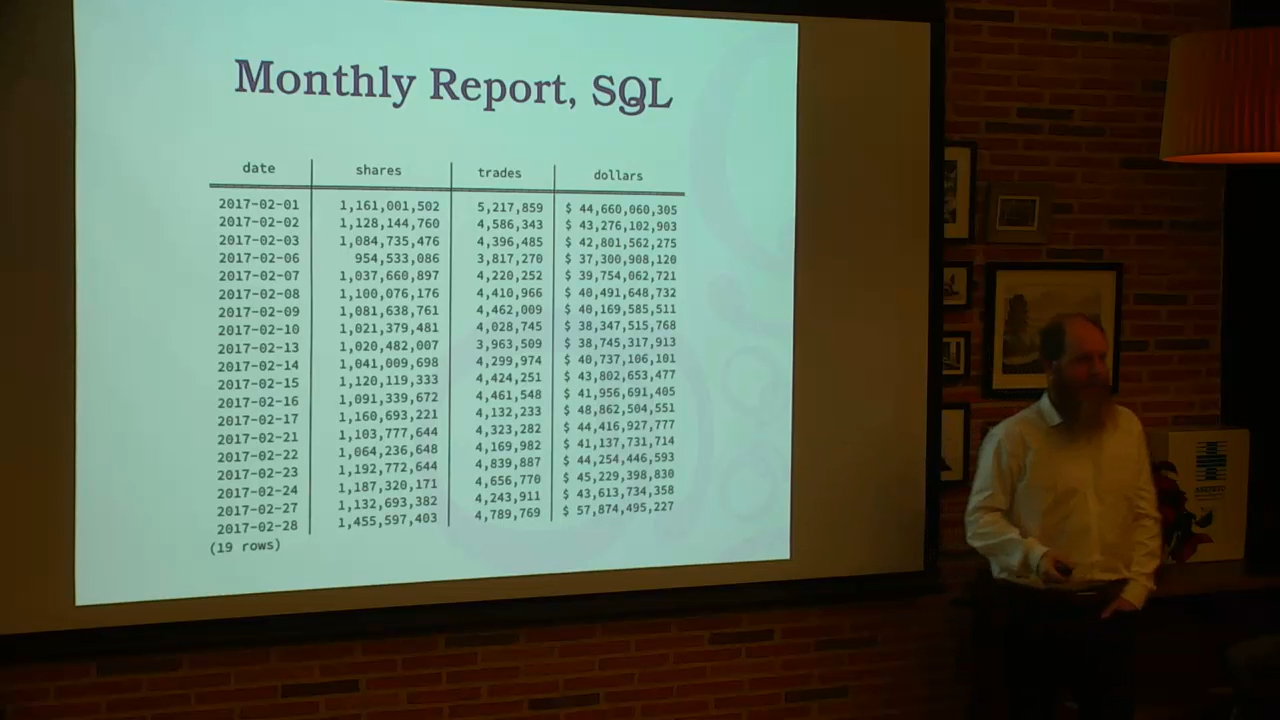 Monthly Report, SQL
date shares trades dollars
2017-02-01 1,161,001,502 5,217,859 $ 44,660,060,305
2017-02-02 1,128,144,760 4,586,343 $ 43,276,102,903
2017-02-03 1,084,735,476 4,396,485 $ 42,801,562,275
2017-02-06 954,533,086 3,817,270 $ 37,300,908,120
2017-02-07 1,037,660,897 4,220,252 $ 39,754,062,721
2017-02-08 1,100,076,176 4,410,966 $ 40,491,648,732
2017-02-09 1,081,638,761 4,462,009 $ 40,169,585,511
2017-02-10 1,021,379,481 4,028,745 $ 38,347,515,768
2017-02-13 1,020,482,007 3,963,509 $ 38,745,317,913
2017-02-14 1,041,009,698 4,299,974 $ 40,737,106,101
2017-02-15 1,120,119,333 4,424,251 $ 43,802,653,477
2017-02-16 1,091,339,672 4,461,548 $ 41,956,691,405
2017-02-17 1,160,693,221 4,132,233 $ 48,862,504,551
2017-02-21 1,103,777,644 4,323,282 $ 44,416,927,777
2017-02-22 1,064,236,648 4,169,982 $ 41,137,731,714
2017-02-23 1,192,772,644 4,839,887 $ 44,254,446,593
2017-02-24 1,187,320,171 4,656,770 $ 45,229,398,830
2017-02-27 1,132,693,382 4,243,911 $ 43,613,734,358
2017-02-28 1,455,597,403 4,789,769 $ 57,874,495,227
(19 rows)